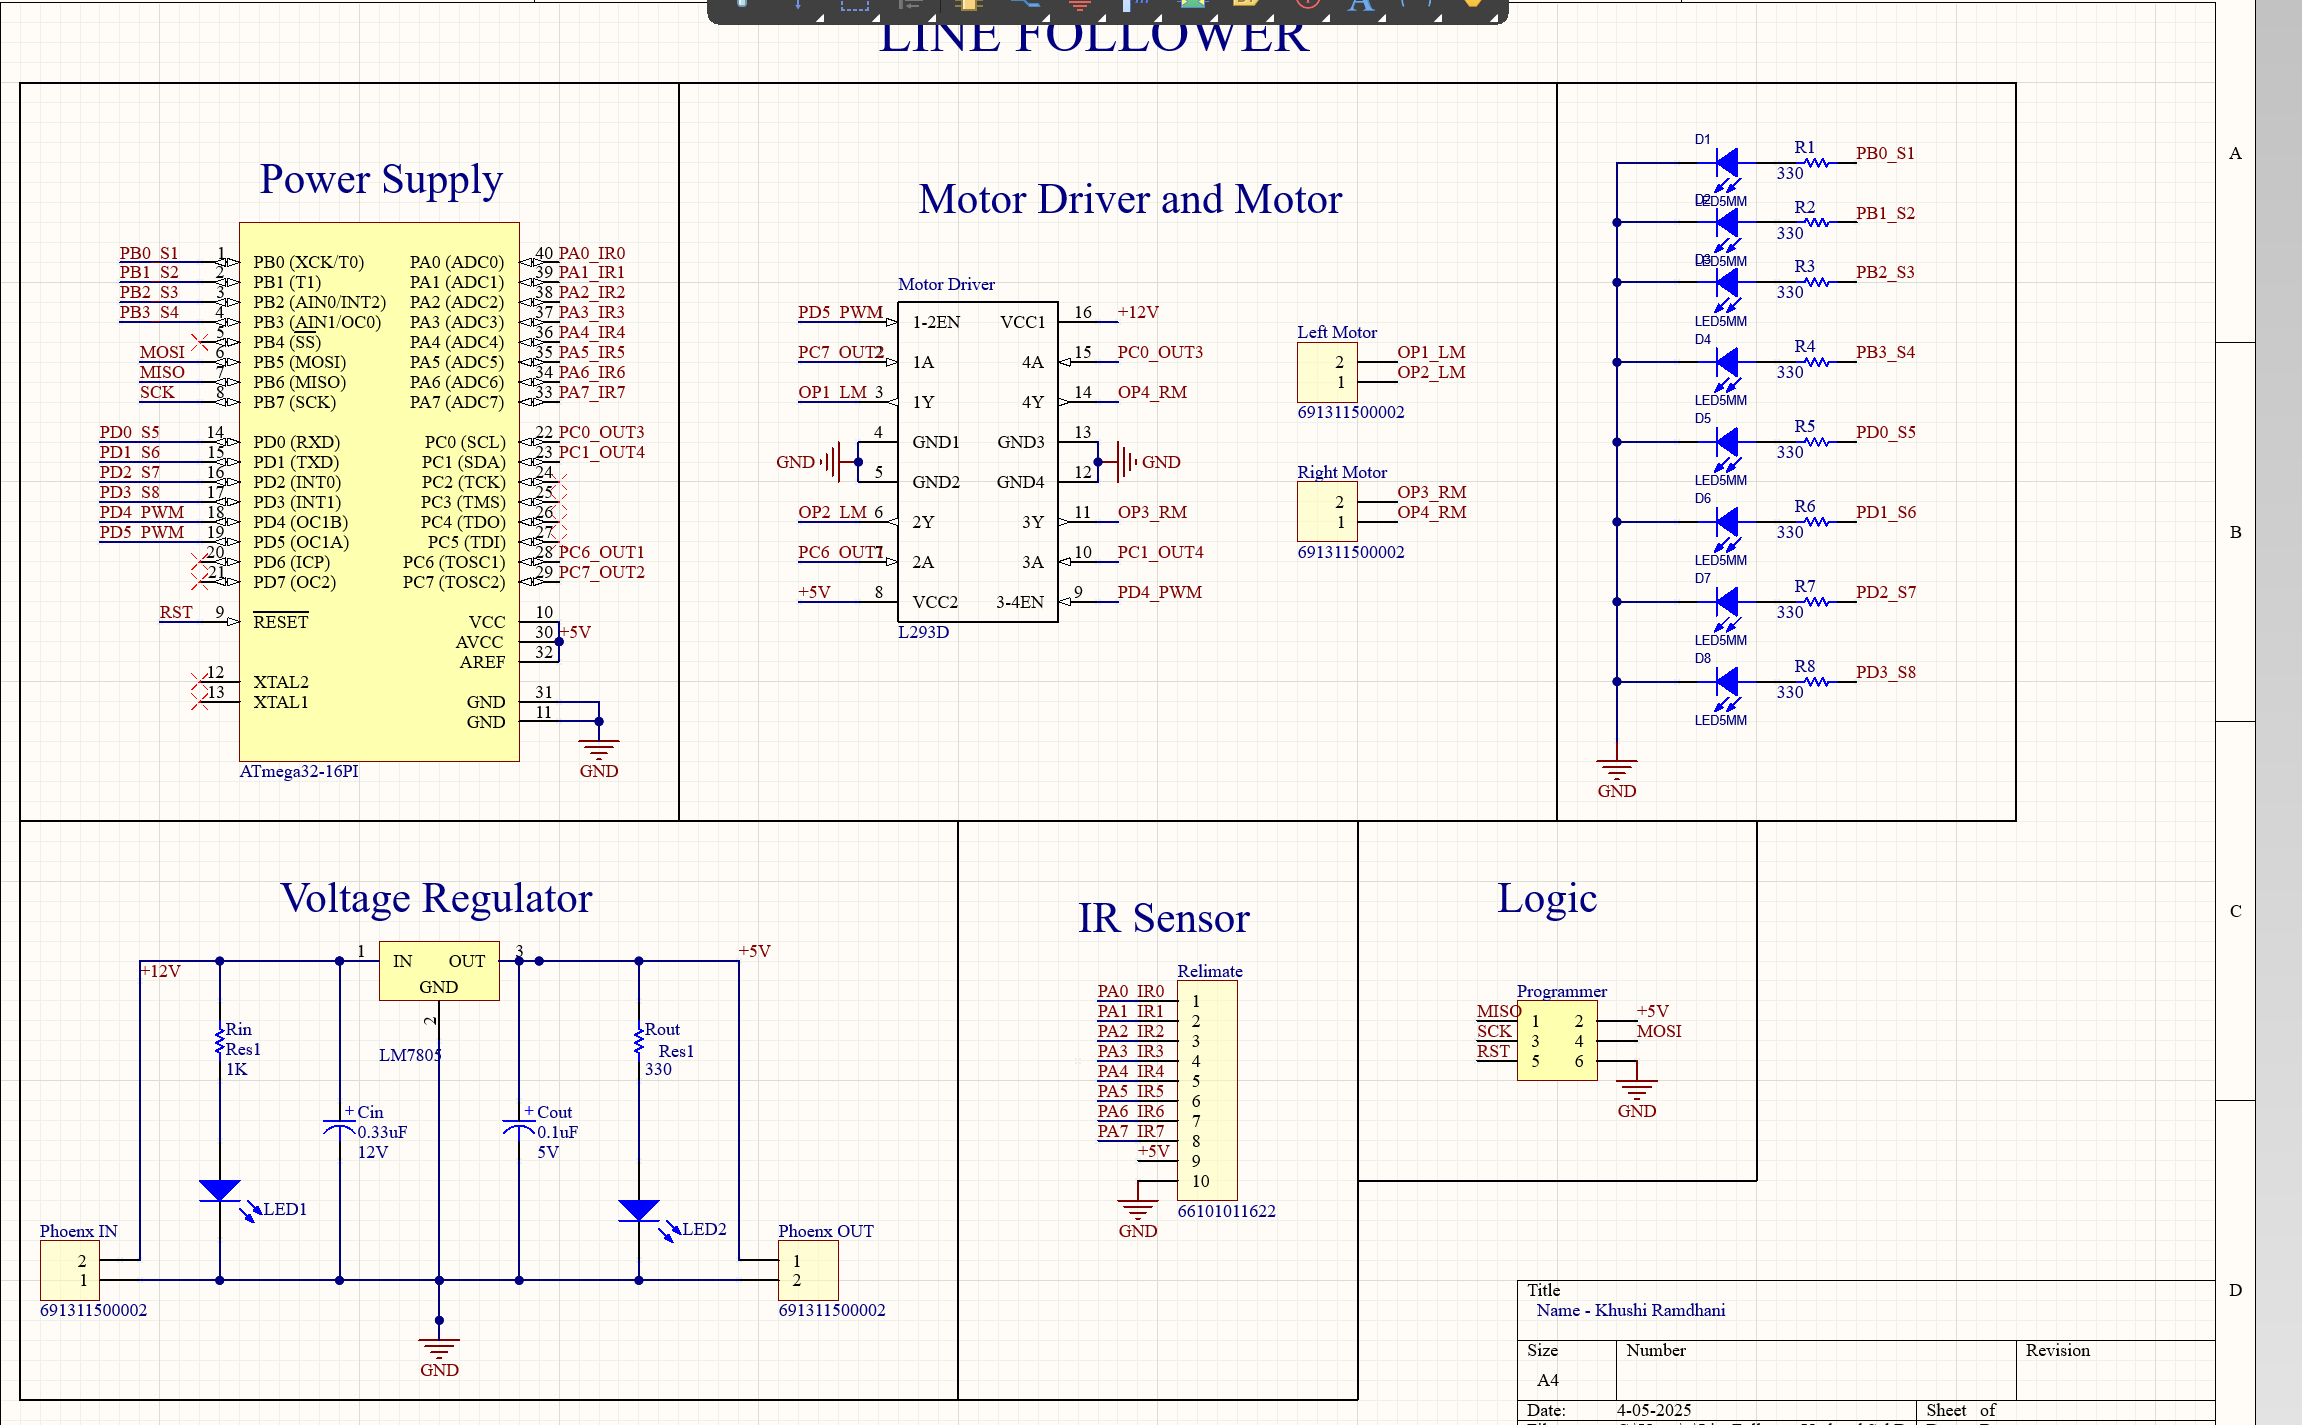 LINE FOLLOWER
Power Supply
PB0_S1 1 PB0 (XCK/T0) PA0 (ADC0) 40 PA0_IR0
PB1_S2 2 PB1 (T1) PA1 (ADC1) 39 PA1_IR1
PB2_S3 3 PB2 (AIN0/INT2) PA2 (ADC2) 38 PA2_IR2
PB3_S4 4 PB3 (AIN1/OC0) PA3 (ADC3) 37 PA3_IR3
5 PB4 (SS) PA4 (ADC4) 36 PA4_IR4
MOSI 6 PB5 (MOSI) PA5 (ADC5) 35 PA5_IR5
MISO 7 PB6 (MISO) PA6 (ADC6) 34 PA6_IR6
SCK 8 PB7 (SCK) PA7 (ADC7) 33 PA7_IR7
PD0_S5 14 PD0 (RXD) PC0 (SCL) 22 PC0_OUT3
PD1_S6 15 PD1 (TXD) PC1 (SDA) 23 PC1_OUT4
PD2_S7 16 PD2 (INT0) PC2 (TCK) 24
PD3_S8 17 PD3 (INT1) PC3 (TMS) 25
PD4_PWM 18 PD4 (OC1B) PC4 (TDO) 26
PD5_PWM 19 PD5 (OC1A) PC5 (TDI) 27
20 PD6 (ICP) PC6 (TOSC1) 28 PC6_OUT1
21 PD7 (OC2) PC7 (TOSC2) 29 PC7_OUT2
RST 9 RESET VCC 10
AVCC 30 +5V
AREF 32
12 XTAL2
13 XTAL1 GND 31
GND 11
GND
ATmega32-16PI
Motor Driver and Motor
Motor Driver
PD5_PWM 1-2EN VCC1 16 +12V
PC7_OUT2 2 1A 4A 15 PC0_OUT3
OP1_LM 3 1Y 4Y 14 OP4_RM
4 GND1 GND3 13
GND GND
5 GND2 GND4 12
OP2_LM 6 2Y 3Y 11 OP3_RM
PC6_OUT1 7 2A 3A 10 PC1_OUT4
+5V 8 VCC2 3-4EN 9 PD4_PWM
L293D
Left Motor
2 OP1_LM
1 OP2_LM
691311500002
Right Motor
2 OP3_RM
1 OP4_RM
691311500002
D1 R1 PB0_S1
330
LED5MM
D2 R2 PB1_S2
330
LED5MM
D3 R3 PB2_S3
330
LED5MM
D4 R4 PB3_S4
330
LED5MM
D5 R5 PD0_S5
330
LED5MM
D6 R6 PD1_S6
330
LED5MM
D7 R7 PD2_S7
330
LED5MM
D8 R8 PD3_S8
330
LED5MM
GND
Voltage Regulator
+12V 1 IN OUT 3 +5V
GND
2
LM7805
Rin
Res1
1K
Rout
Res1
330
+ Cin
0.33uF
12V
+ Cout
0.1uF
5V
LED1
LED2
Phoenx IN
2
1
691311500002
Phoenx OUT
1
2
691311500002
GND
IR Sensor
Relimate
PA0_IR0 1
PA1_IR1 2
PA2_IR2 3
PA3_IR3 4
PA4_IR4 5
PA5_IR5 6
PA6_IR6 7
PA7_IR7 8
+5V 9
10
GND
66101011622
Logic
Programmer
MISO 1 2 +5V
SCK 3 4 MOSI
RST 5 6
GND
A
B
C
D
Title
Name - Khushi Ramdhani
Size Number Revision
A4
Date: 4-05-2025 Sheet of